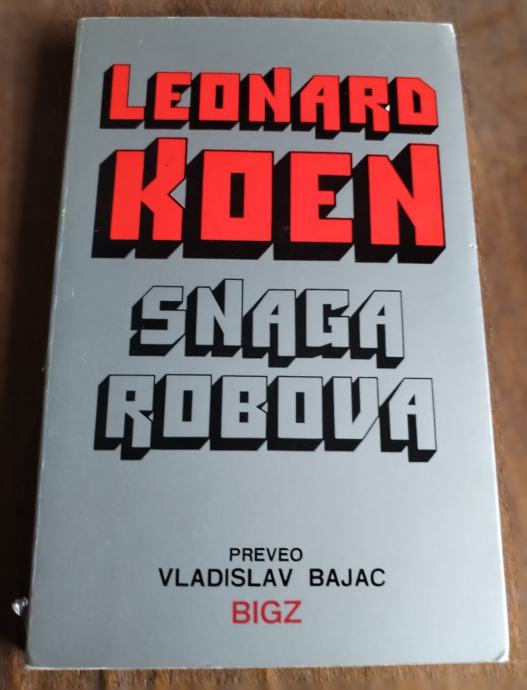 LEONARD
KOEN
SNAGA
ROBOVA
PREVEO
VLADISLAV BAJAC
BIGZ